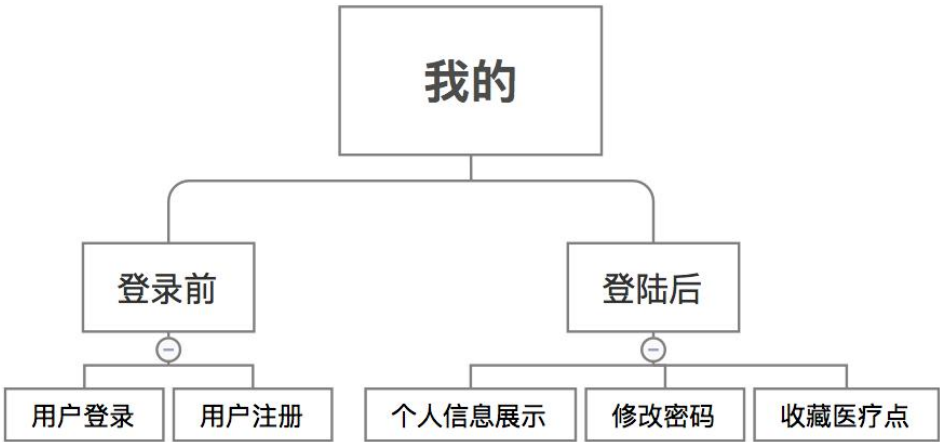 我的
登录前
登陆后
用户登录
用户注册
个人信息展示
修改密码
收藏医疗点